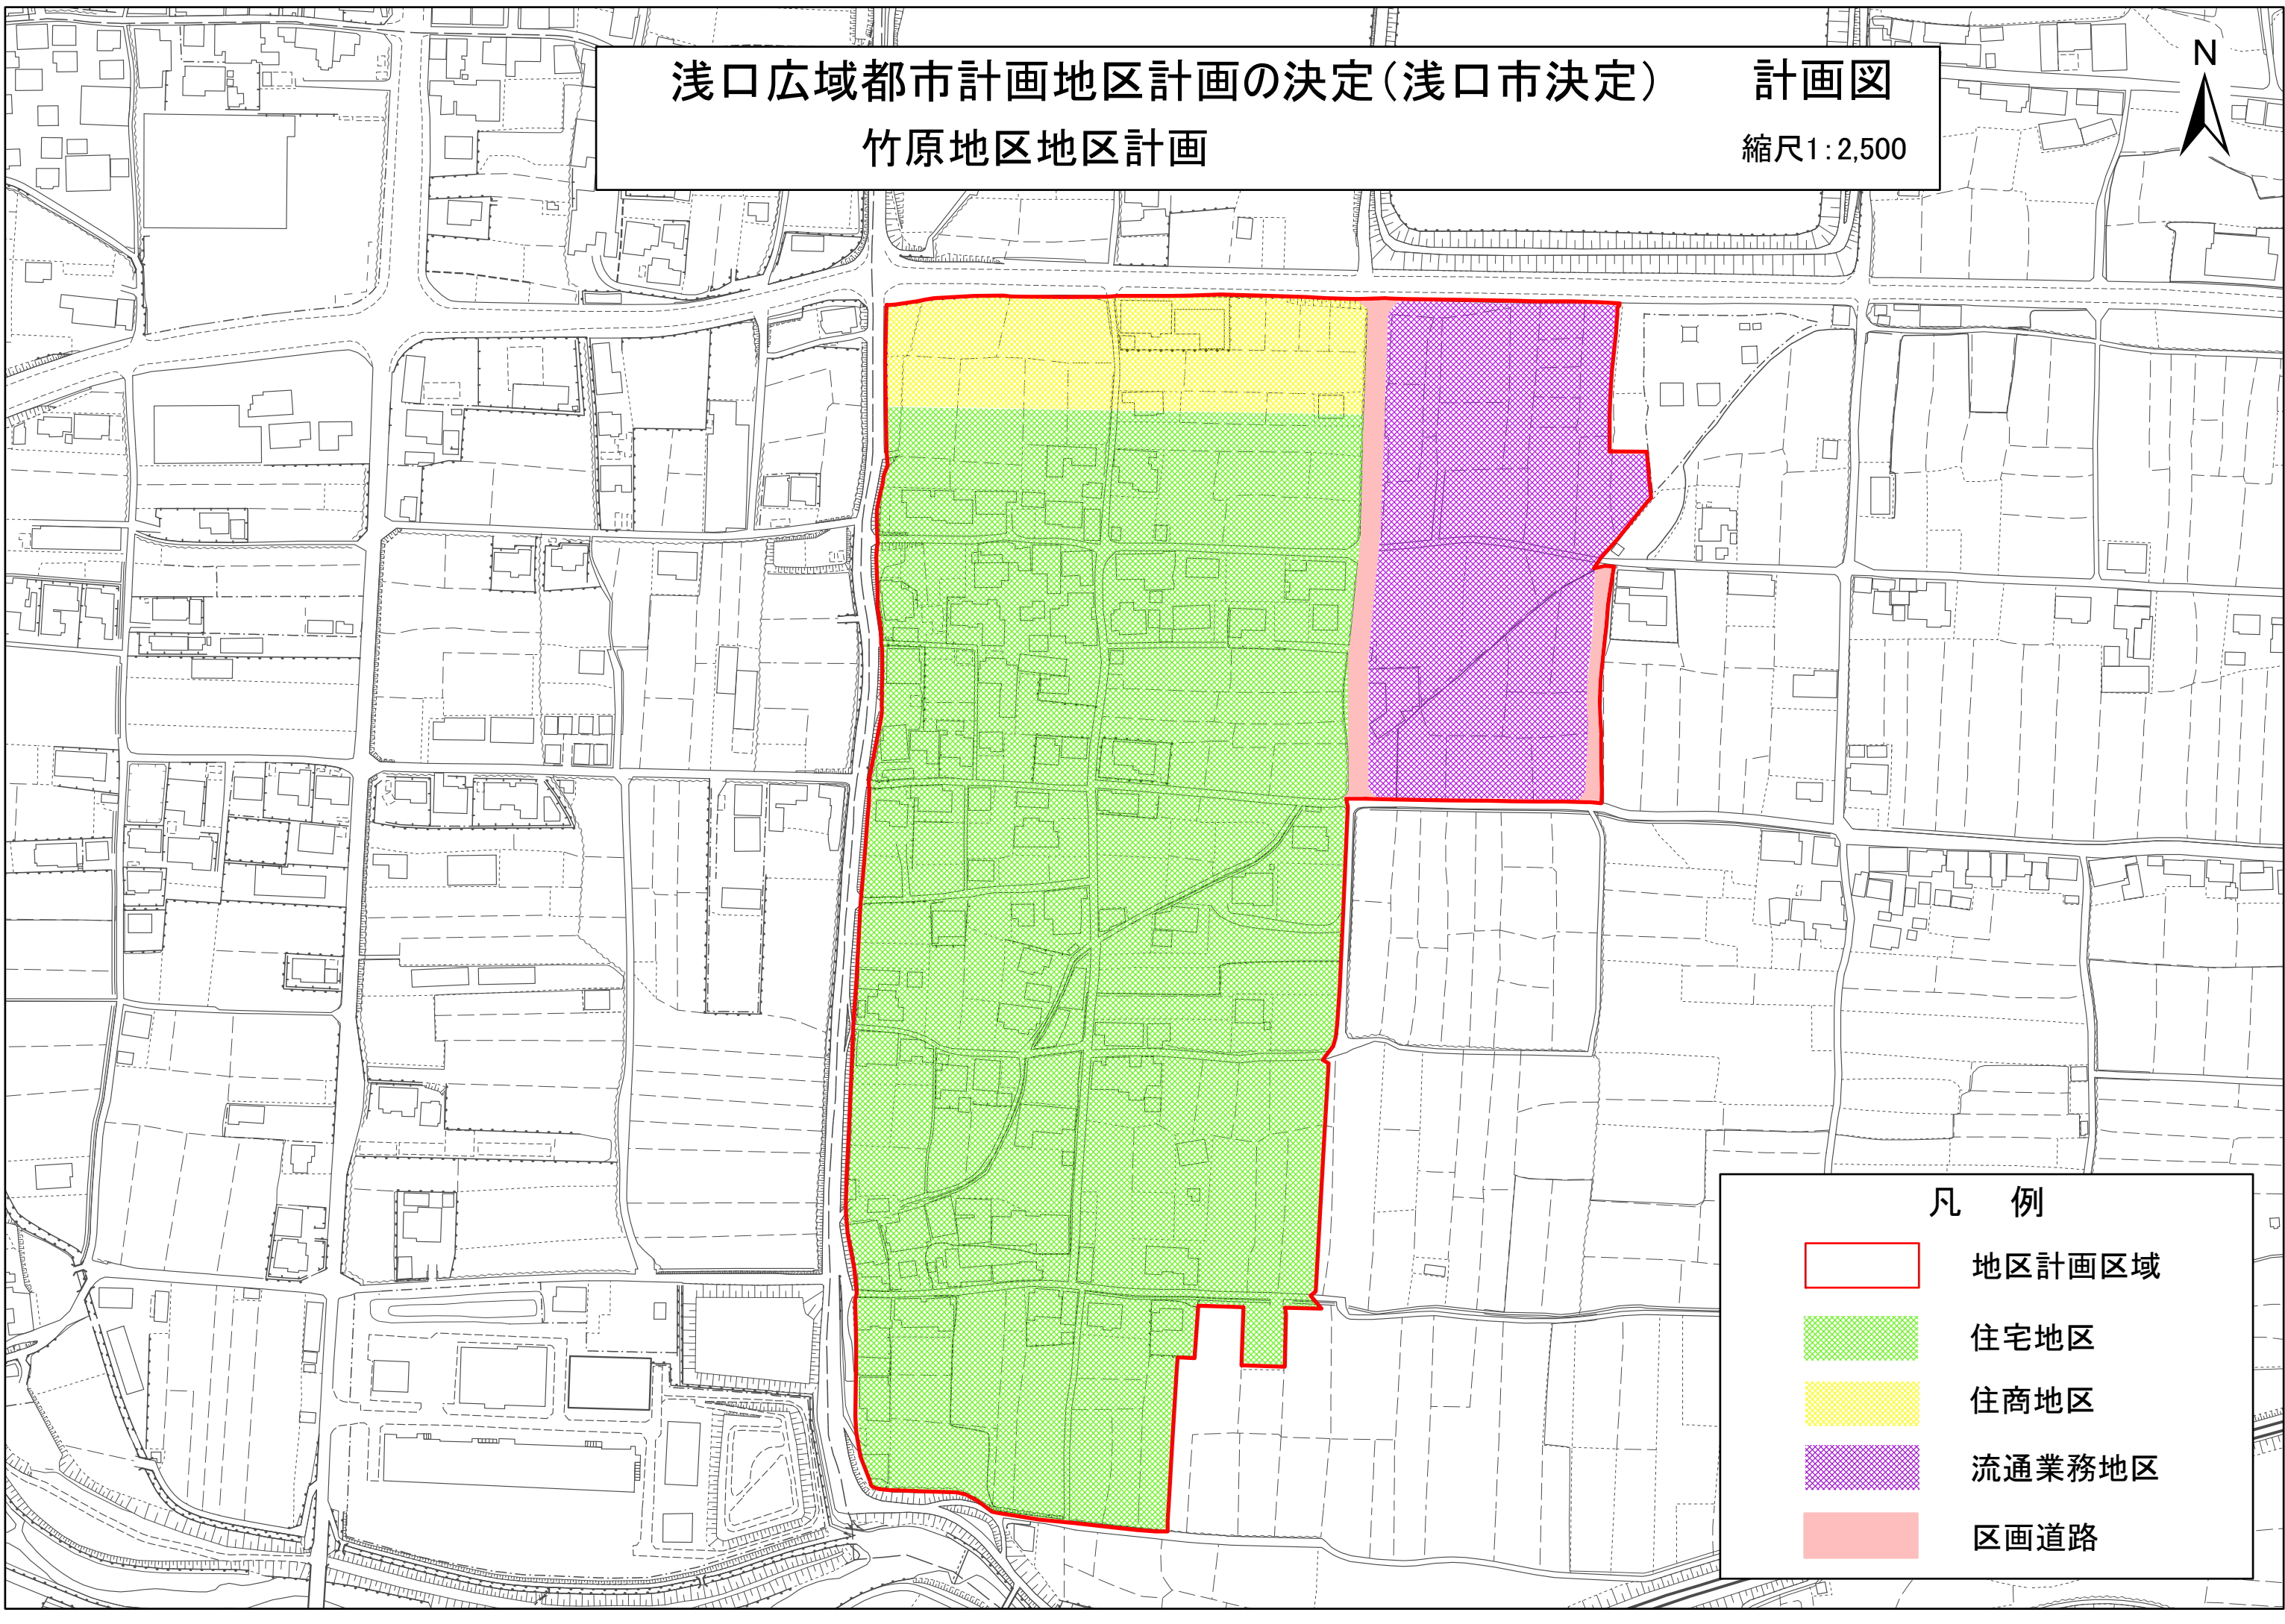 浅口広域都市計画地区計画の決定(浅口市決定) 計画図
竹原地区地区計画 縮尺1:2,500
N
凡 例
地区計画区域
住宅地区
住商地区
流通業務地区
区画道路